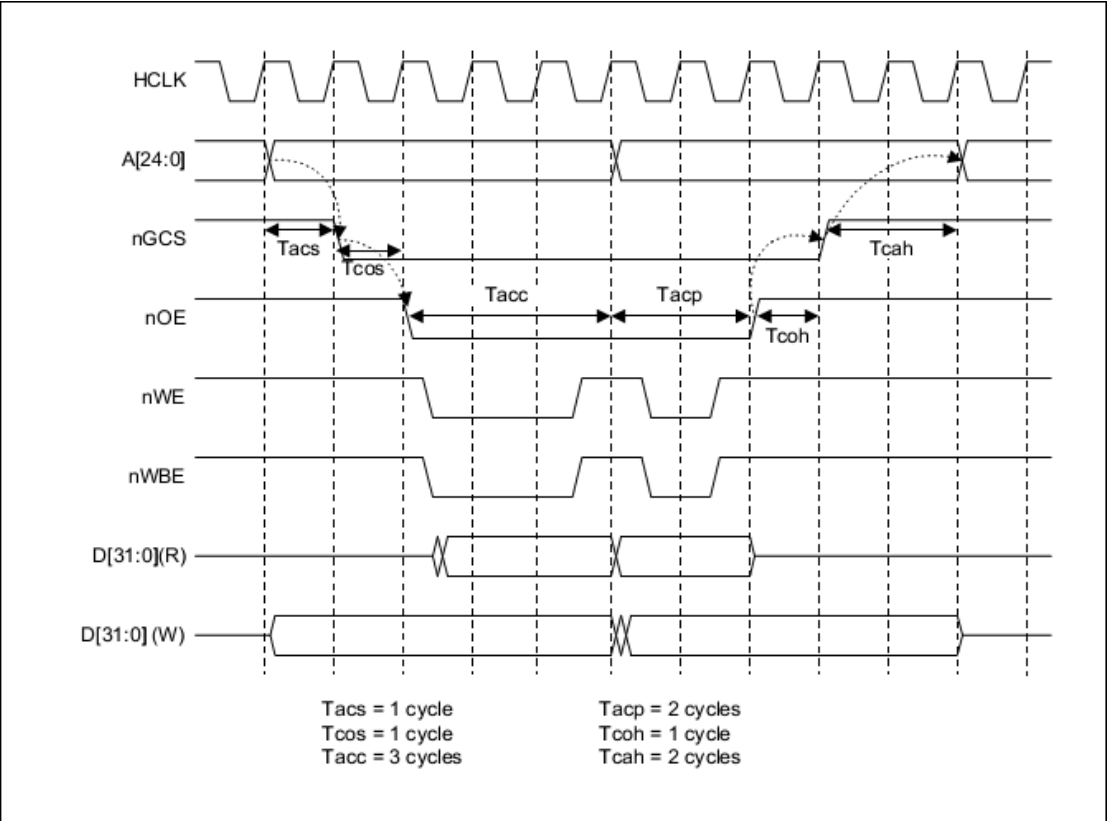 HCLK
A[24:0]
nGCS
Tacs
Tcos
Tcah
nOE
Tacc
Tacp
Tcoh
nWE
nWBE
D[31:0](R)
D[31:0] (W)
Tacs = 1 cycle
Tcos = 1 cycle
Tacc = 3 cycles
Tacp = 2 cycles
Tcoh = 1 cycle
Tcah = 2 cycles